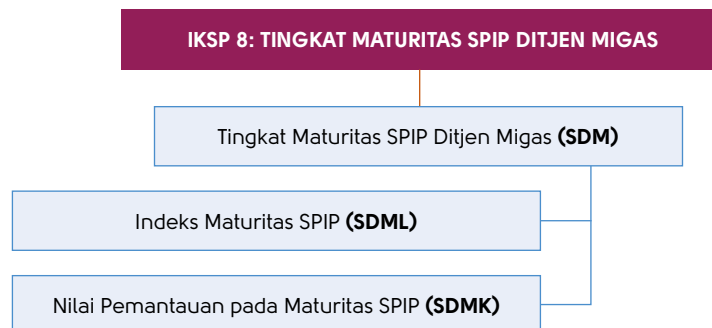 IKSP 8: TINGKAT MATURITAS SPIP DITJEN MIGAS
Tingkat Maturitas SPIP Ditjen Migas (SDM)
Indeks Maturitas SPIP (SDML)
Nilai Pemantauan pada Maturitas SPIP (SDMK)